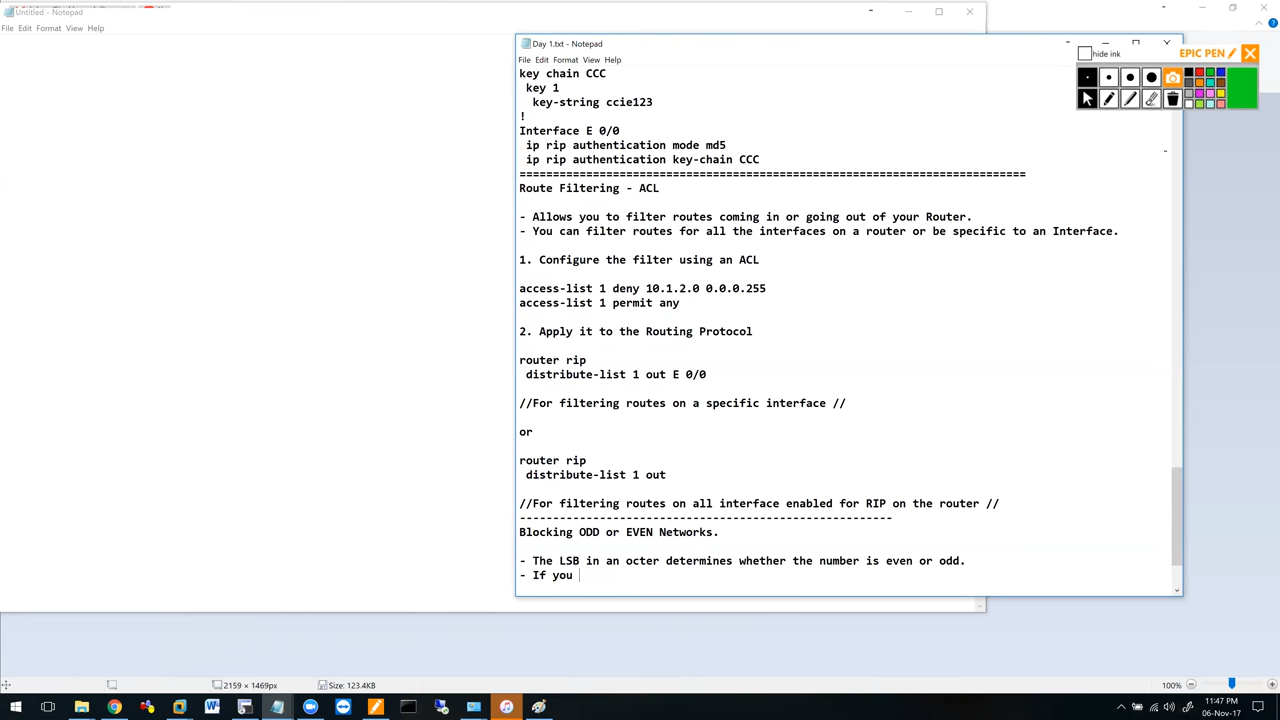 Untitled - Notepad
File Edit Format View Help
Day 1.txt - Notepad
File Edit Format View Help
hide ink
EPIC PEN
key chain CCC
key 1
key-string ccie123
!
Interface E 0/0
ip rip authentication mode md5
ip rip authentication key-chain CCC
============================================================================
Route Filtering - ACL
- Allows you to filter routes coming in or going out of your Router.
- You can filter routes for all the interfaces on a router or be specific to an Interface.
1. Configure the filter using an ACL
access-list 1 deny 10.1.2.0 0.0.0.255
access-list 1 permit any
2. Apply it to the Routing Protocol
router rip
distribute-list 1 out E 0/0
//For filtering routes on a specific interface //
or
router rip
distribute-list 1 out
//For filtering routes on all interface enabled for RIP on the router //
--------------------------------------------------------
Blocking ODD or EVEN Networks.
- The LSB in an octer determines whether the number is even or odd.
- If you
2159 × 1469px
Size: 123.4KB
100%
11:47 PM
06-Nov-17